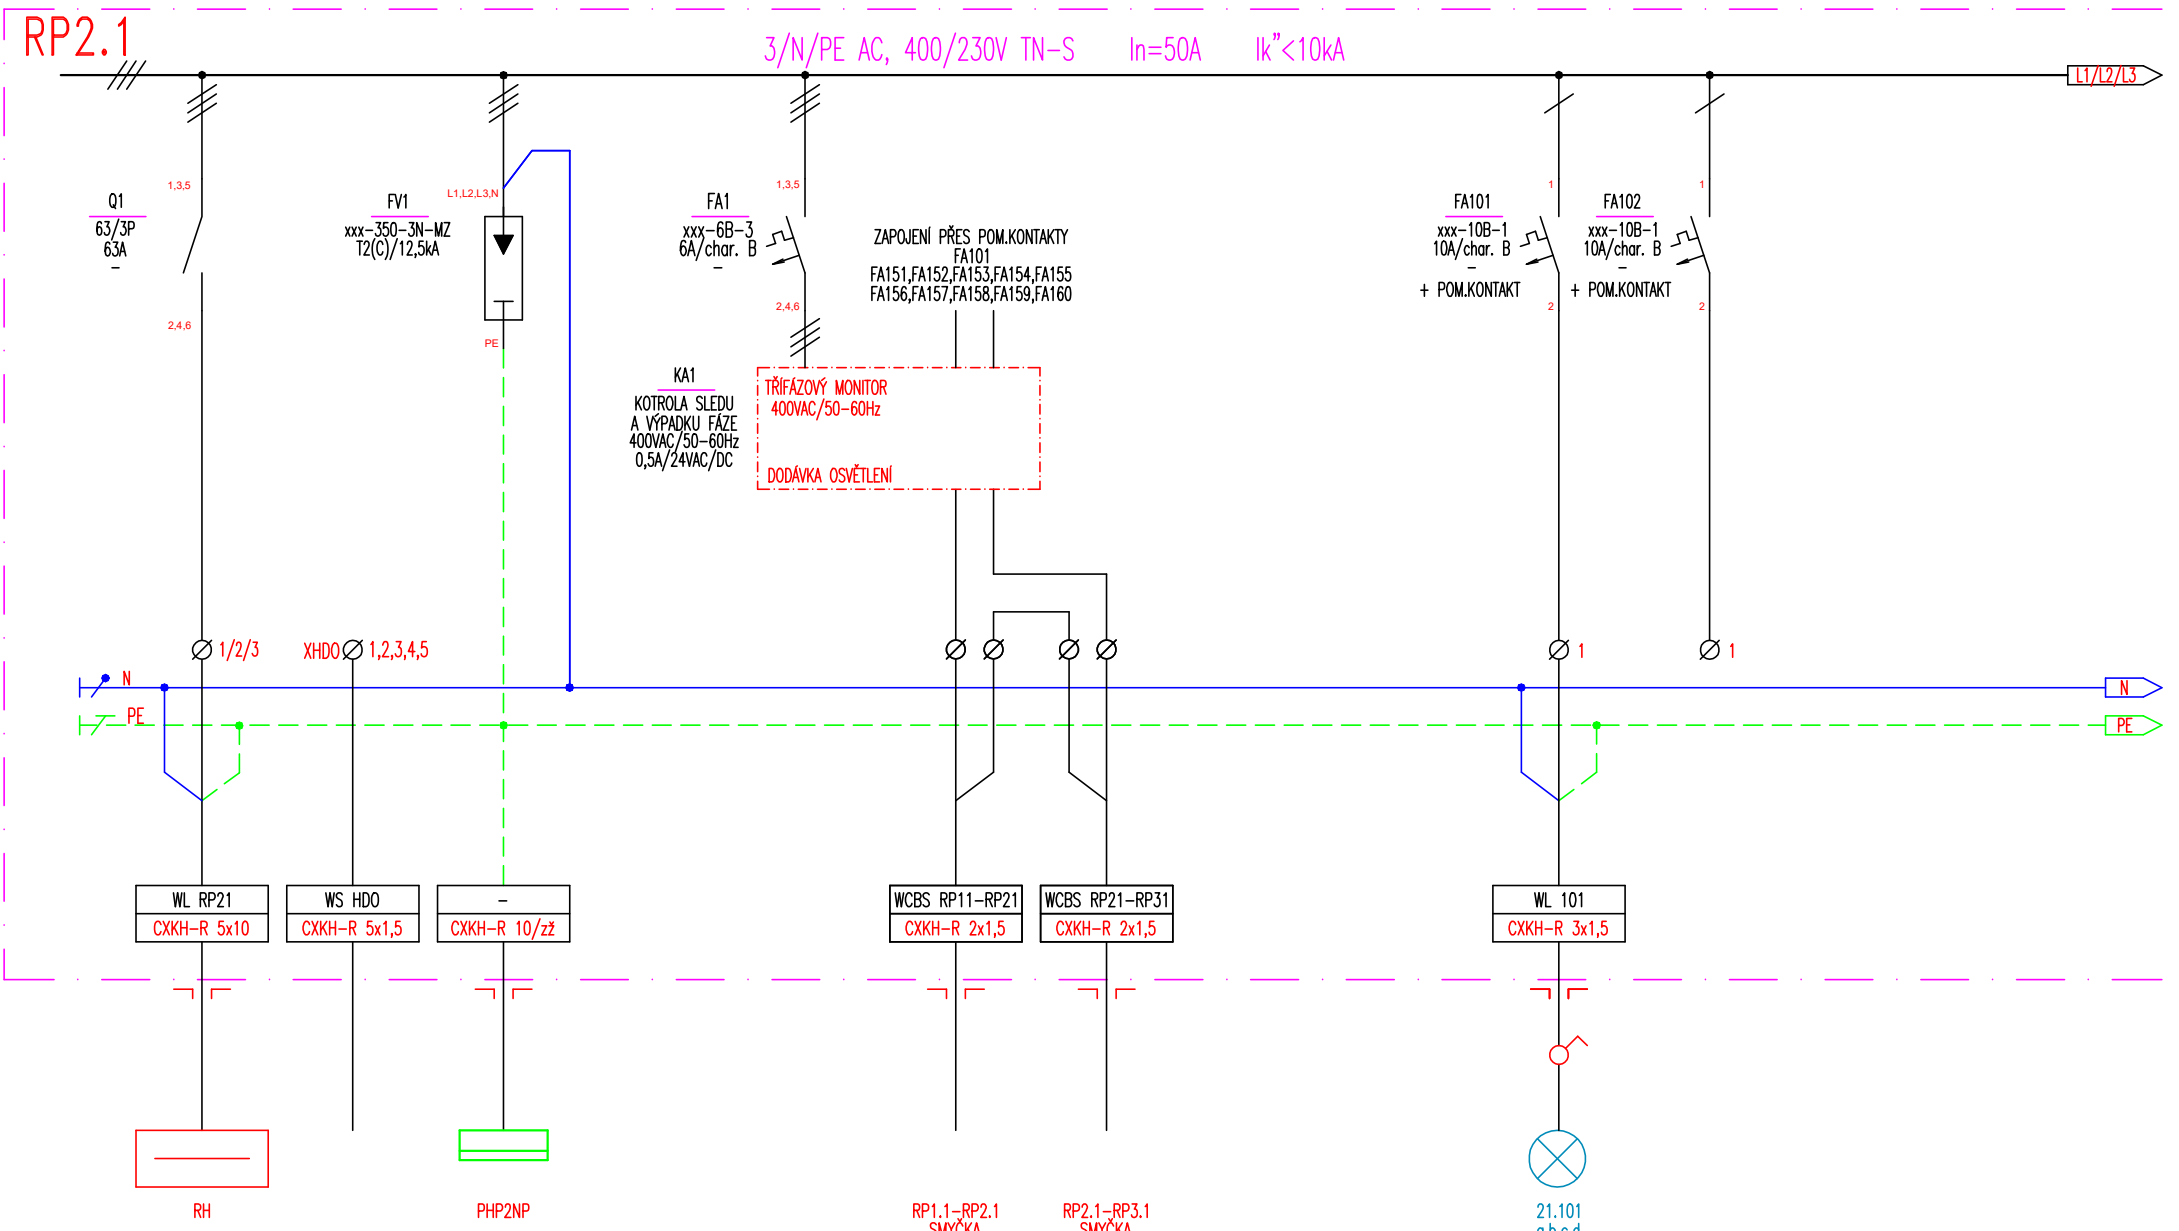 RP2.1
3/N/PE AC, 400/230V TN-S In=50A Ik”<10kA
L1/L2/L3
1,3,5
Q1
63/3P
63A
-
2,4,6
L1,L2,L3,N
FV1
xxx-350-3N-MZ
T2(C)/12,5kA
PE
1,3,5
FA1
xxx-6B-3
6A/char. B
-
2,4,6
ZAPOJENÍ PŘES POM.KONTAKTY
FA101
FA151,FA152,FA153,FA154,FA155
FA156,FA157,FA158,FA159,FA160
1
FA101
xxx-10B-1
10A/char. B
-
+ POM.KONTAKT
2
1
FA102
xxx-10B-1
10A/char. B
-
+ POM.KONTAKT
2
KA1
KOTROLA SLEDU
A VÝPADKU FÁZE
400VAC/50-60Hz
0,5A/24VAC/DC
TŘÍFÁZOVÝ MONITOR
400VAC/50-60Hz
DODÁVKA OSVĚTLENÍ
1/2/3
XHDO 1,2,3,4,5
1
1
N
N
PE
PE
WL RP21
CXKH-R 5x10
WS HDO
CXKH-R 5x1,5
-
CXKH-R 10/zž
WCBS RP11-RP21
CXKH-R 2x1,5
WCBS RP21-RP31
CXKH-R 2x1,5
WL 101
CXKH-R 3x1,5
RH
PHP2NP
RP1.1-RP2.1
SMYČKA
RP2.1-RP3.1
SMYČKA
21.101
a,b,c,d